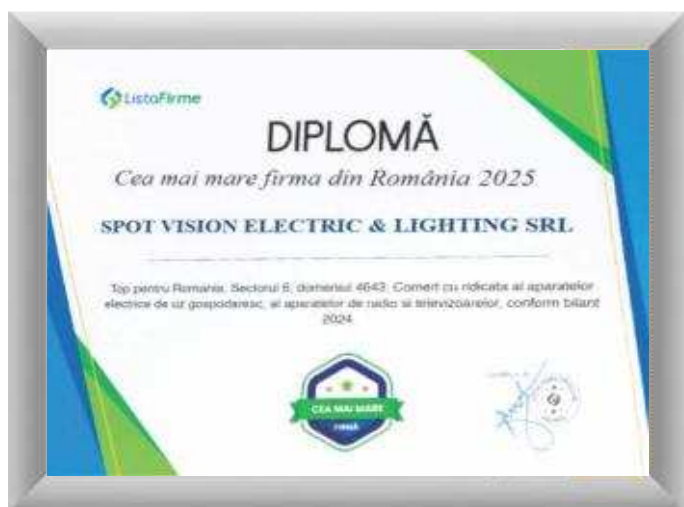 ListaFirme
DIPLOMĂ
Cea mai mare firma din România 2025
SPOT VISION ELECTRIC & LIGHTING SRL
Top pentru Romania, Sectorul 6, domeniul 4643: Comert cu ridicata al aparatelor
electrice de uz gospodaresc, al aparatelor de radio si televizoarelor, conform bilant
2024
CEA MAI MARE
FIRMĂ